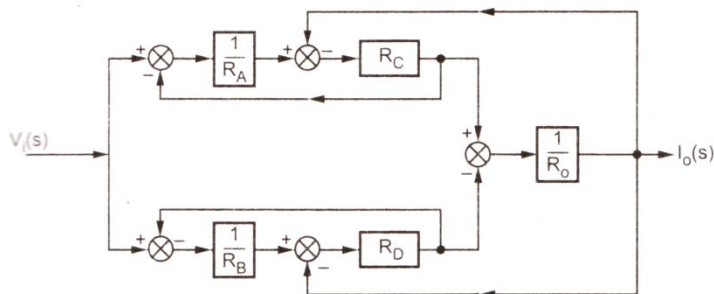 + − 1/R_A + − R_C
V_i(s) + − 1/R_o I_o(s)
+ − 1/R_B + − R_D